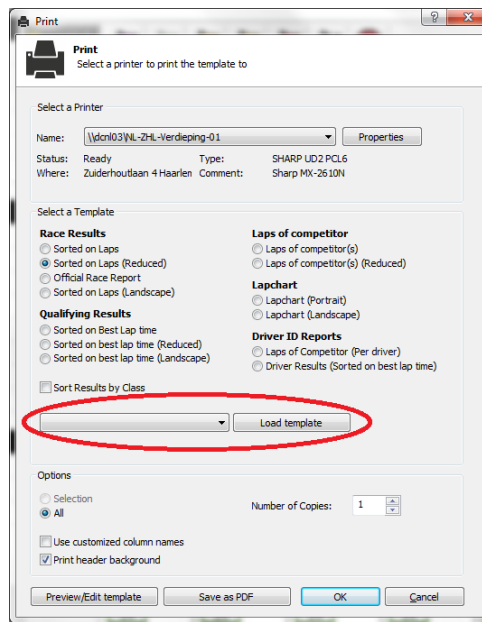 Print
Print
Select a printer to print the template to
Select a Printer
Name: \\dcnl03\NL-ZHL-Verdieping-01 Properties
Status: Ready Type: SHARP UD2 PCL6
Where: Zuiderhoutlaan 4 Haarlen Comment: Sharp MX-2610N
Select a Template
Race Results
Sorted on Laps
Sorted on Laps (Reduced)
Official Race Report
Sorted on Laps (Landscape)
Qualifying Results
Sorted on Best Lap time
Sorted on best lap time (Reduced)
Sorted on best lap time (Landscape)
Laps of competitor
Laps of competitor(s)
Laps of competitor(s) (Reduced)
Lapchart
Lapchart (Portrait)
Lapchart (Landscape)
Driver ID Reports
Laps of Competitor (Per driver)
Driver Results (Sorted on best lap time)
Sort Results by Class
Load template
Options
Selection
All
Number of Copies: 1
Use customized column names
Print header background
Preview/Edit template Save as PDF OK Cancel